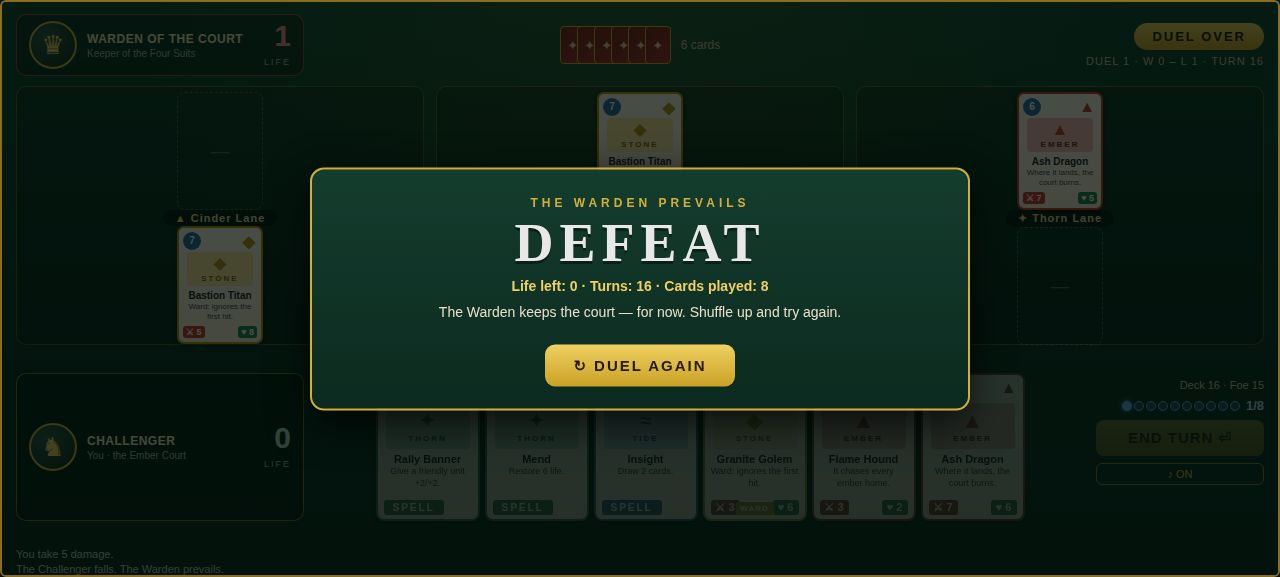 WARDEN OF THE COURT
Keeper of the Four Suits
1
LIFE
6 cards
DUEL OVER
DUEL 1 · W 0 – L 1 · TURN 16
7
STONE
Bastion Titan
6
EMBER
Ash Dragon
Where it lands, the
court burns.
⚔ 7
♥ 5
▲ Cinder Lane
✦ Thorn Lane
7
STONE
Bastion Titan
Ward: ignores the
first hit.
⚔ 5
♥ 8
THE WARDEN PREVAILS
DEFEAT
Life left: 0 · Turns: 16 · Cards played: 8
The Warden keeps the court — for now. Shuffle up and try again.
↻ DUEL AGAIN
CHALLENGER
You · the Ember Court
0
LIFE
THORN
Rally Banner
Give a friendly unit
+2/+2.
SPELL
THORN
Mend
Restore 6 life.
SPELL
TIDE
Insight
Draw 2 cards.
SPELL
STONE
Granite Golem
Ward: ignores the first
hit.
⚔ 3
WARD
♥ 6
EMBER
Flame Hound
It chases every
ember home.
⚔ 3
♥ 2
EMBER
Ash Dragon
Where it lands, the
court burns.
⚔ 7
♥ 6
Deck 16 · Foe 15
1/8
END TURN ⏎
♪ ON
You take 5 damage.
The Challenger falls. The Warden prevails.